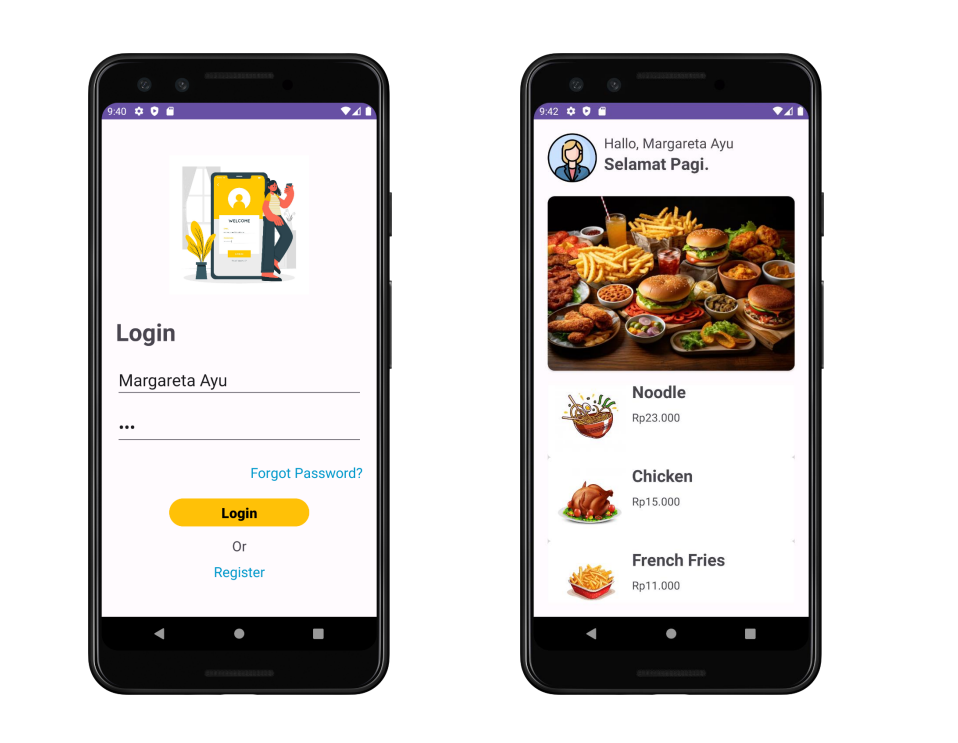 9:40
WELCOME
Login
Margareta Ayu
•••
Forgot Password?
Login
Or
Register
9:42
Hallo, Margareta Ayu
Selamat Pagi.
Noodle
Rp23.000
Chicken
Rp15.000
French Fries
Rp11.000